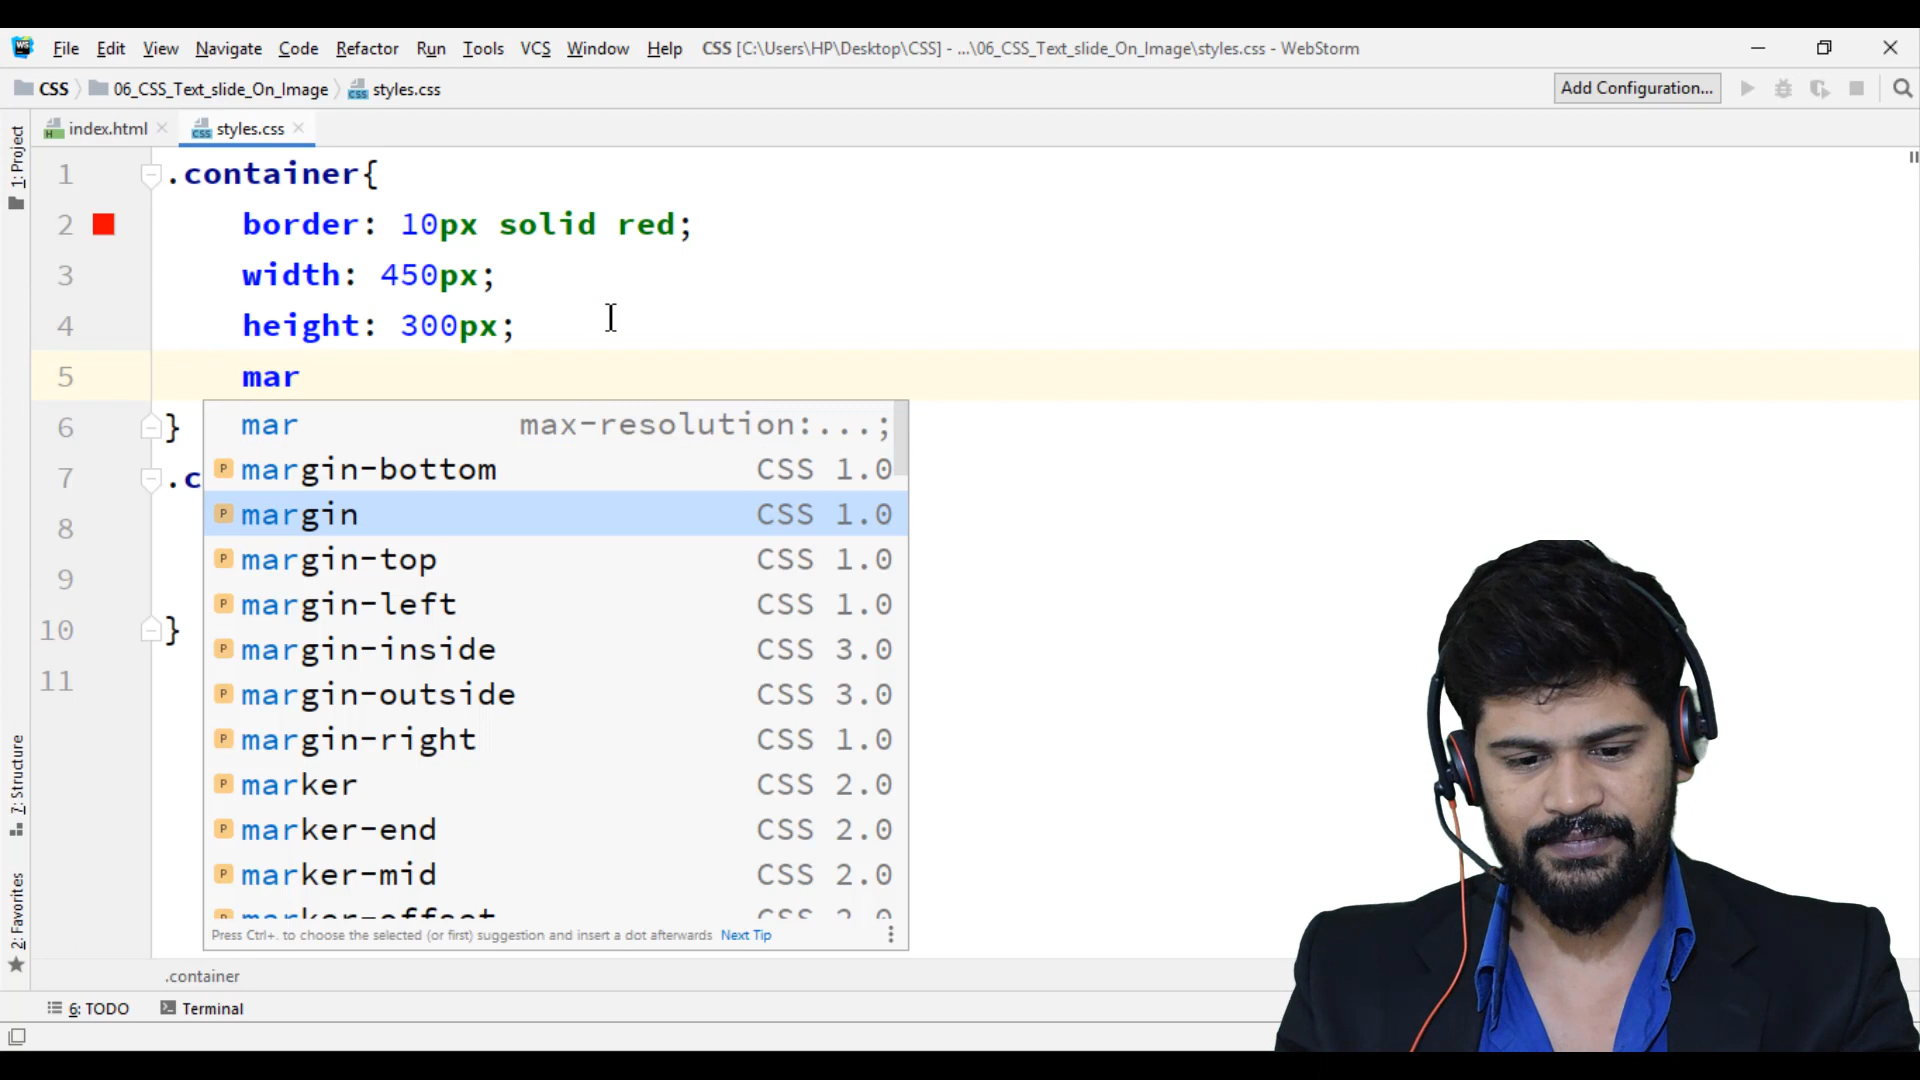 WS File Edit View Navigate Code Refactor Run Tools VCS Window Help CSS [C:\Users\HP\Desktop\CSS] - ...\06_CSS_Text_slide_On_Image\styles.css - WebStorm
CSS 06_CSS_Text_slide_On_Image styles.css Add Configuration...
index.html styles.css
1: Project
1 .container{
2 border: 10px solid red;
3 width: 450px;
4 height: 300px;
5 mar
6 }
7 .c
8
9
10 }
11
mar max-resolution:...;
margin-bottom CSS 1.0
margin CSS 1.0
margin-top CSS 1.0
margin-left CSS 1.0
margin-inside CSS 3.0
margin-outside CSS 3.0
margin-right CSS 1.0
marker CSS 2.0
marker-end CSS 2.0
marker-mid CSS 2.0
marker-offset CSS 2.0
Press Ctrl+. to choose the selected (or first) suggestion and insert a dot afterwards Next Tip
7: Structure
2: Favorites
.container
6: TODO Terminal